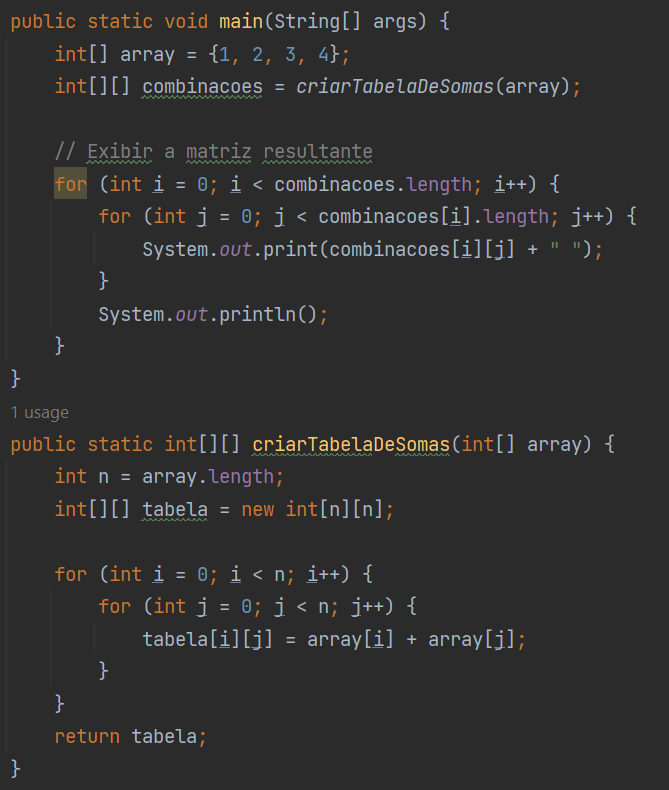 public static void main(String[] args) {
    int[] array = {1, 2, 3, 4};
    int[][] combinacoes = criarTabelaDeSomas(array);

    // Exibir a matriz resultante
    for (int i = 0; i < combinacoes.length; i++) {
        for (int j = 0; j < combinacoes[i].length; j++) {
            System.out.print(combinacoes[i][j] + " ");
        }
        System.out.println();
    }
}
1 usage
public static int[][] criarTabelaDeSomas(int[] array) {
    int n = array.length;
    int[][] tabela = new int[n][n];

    for (int i = 0; i < n; i++) {
        for (int j = 0; j < n; j++) {
            tabela[i][j] = array[i] + array[j];
        }
    }
    return tabela;
}